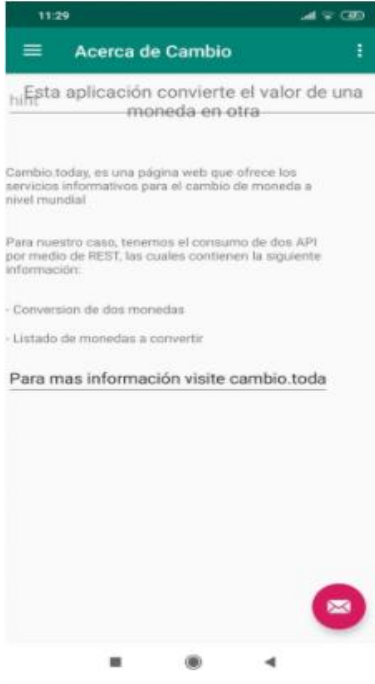 11:29
Acerca de Cambio
hint
Esta aplicación convierte el valor de una
moneda en otra
Cambio.today, es una página web que ofrece los
servicios informativos para el cambio de moneda a
nivel mundial
Para nuestro caso, tenemos el consumo de dos API
por medio de REST, las cuales contienen la siguiente
información:
- Conversion de dos monedas
- Listado de monedas a convertir
Para mas información visite cambio.toda